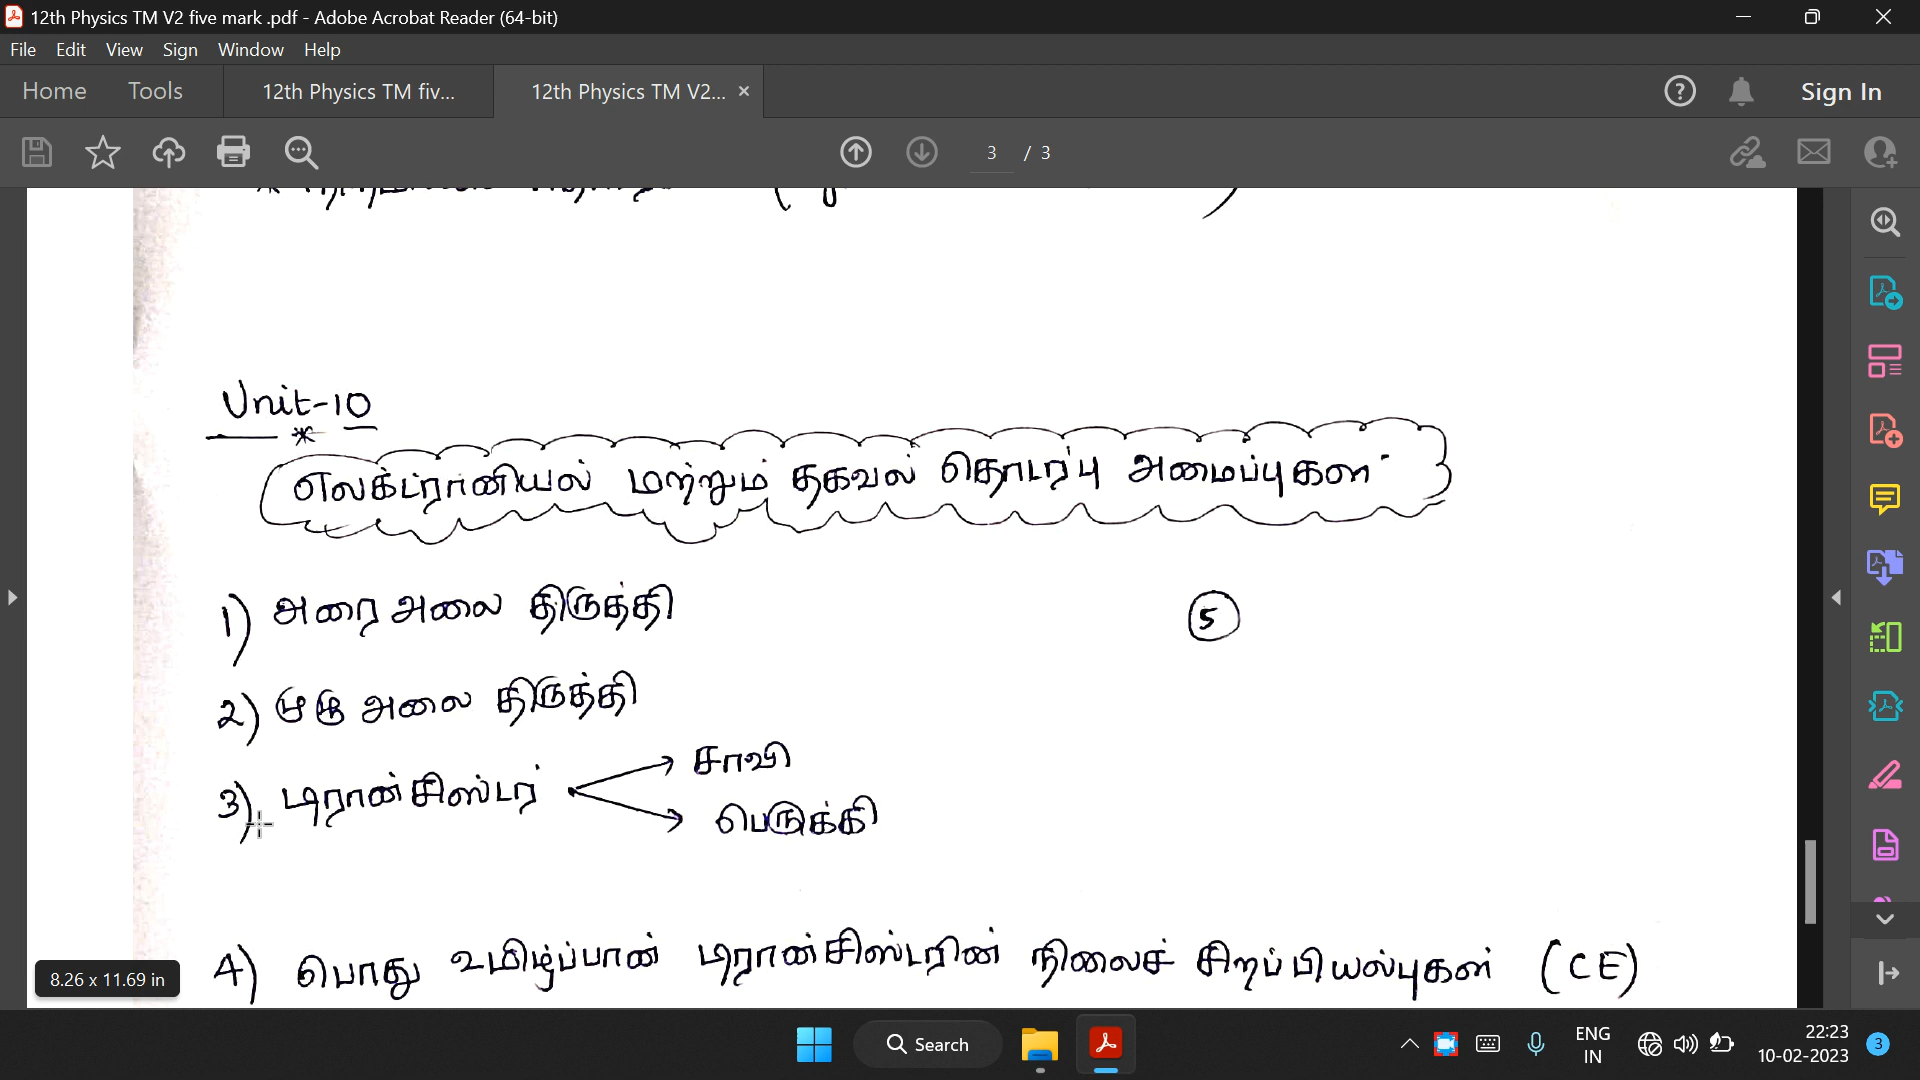 12th Physics TM V2 five mark .pdf - Adobe Acrobat Reader (64-bit)
File Edit View Sign Window Help
Home Tools 12th Physics TM fiv... 12th Physics TM V2... × Sign In
3 / 3
Unit-10
எலக்ட்ரானியல் மற்றும் தகவல் தொடர்பு அமைப்புகள்
1) அரை அலை திருத்தி
5
2) முழு அலை திருத்தி
3) டிரான்சிஸ்டர்
சாவி
பெருக்கி
4) பொது உமிழ்ப்பான் டிரான்சிஸ்டரின் நிலைச் சிறப்பியல்புகள் (CE)
8.26 x 11.69 in
Search
ENG
IN
22:23
10-02-2023
3